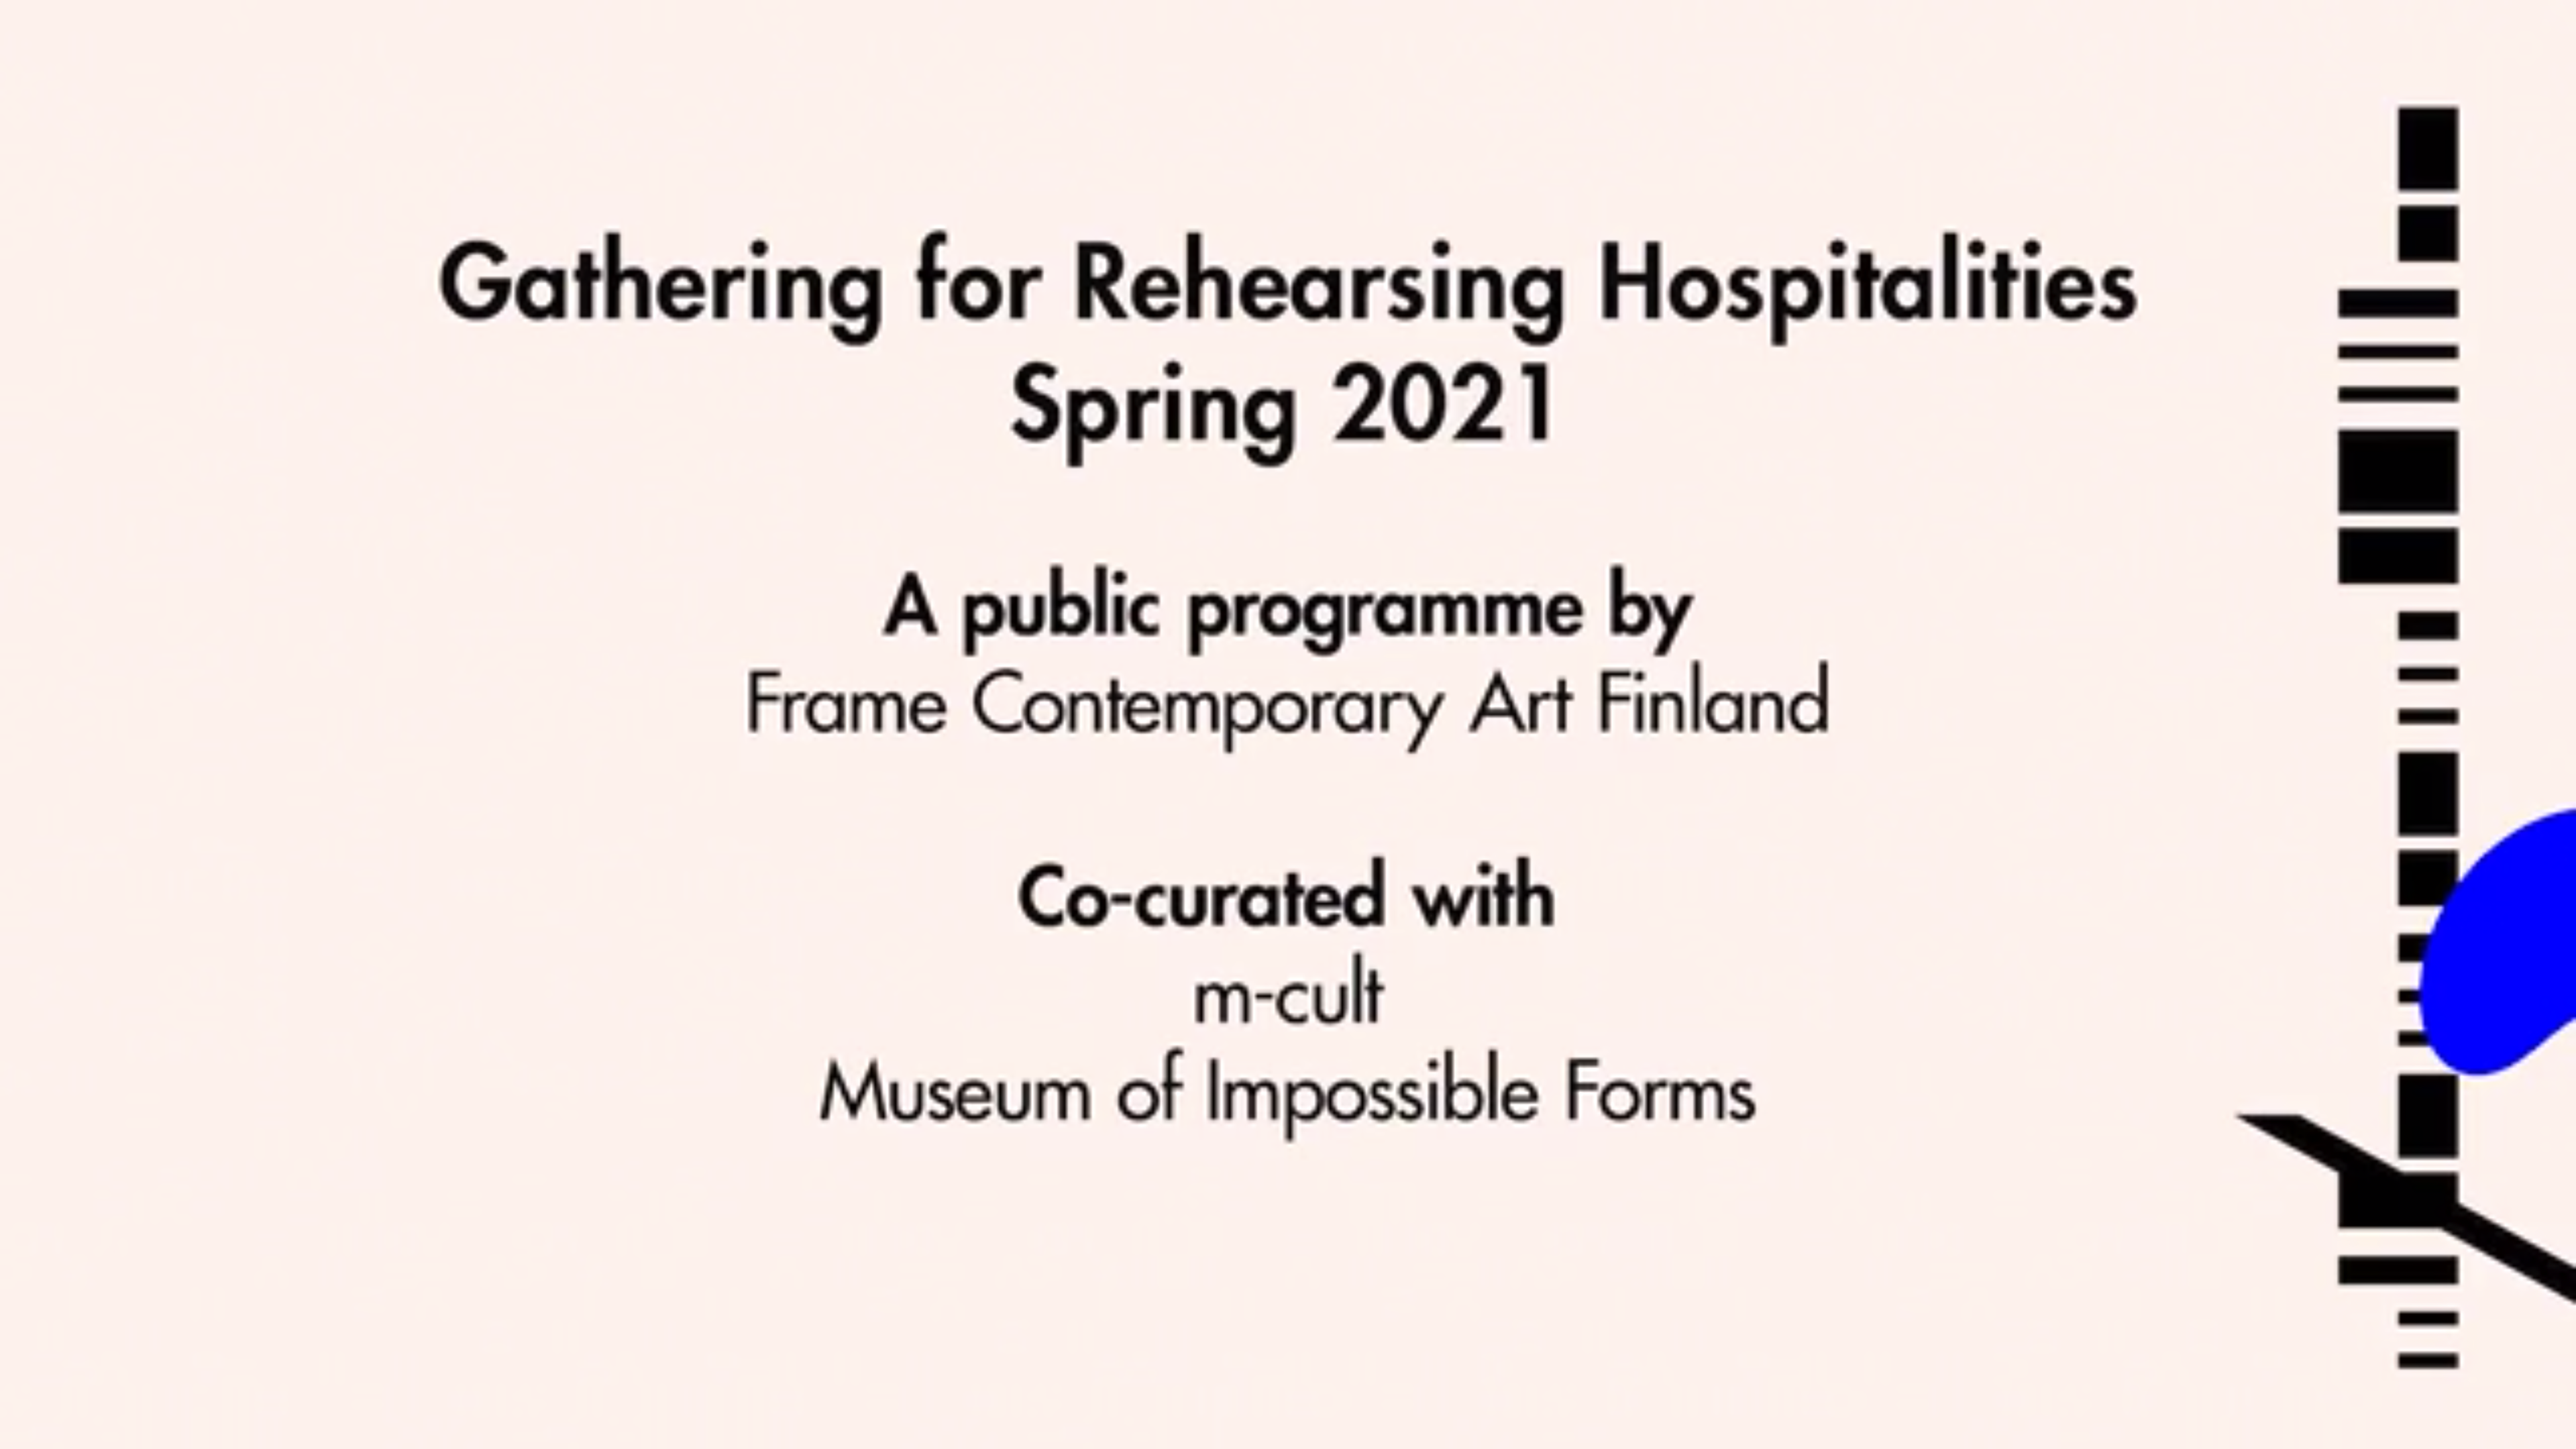 Gathering for Rehearsing Hospitalities
Spring 2021
A public programme by
Frame Contemporary Art Finland
Co-curated with
m-cult
Museum of Impossible Forms